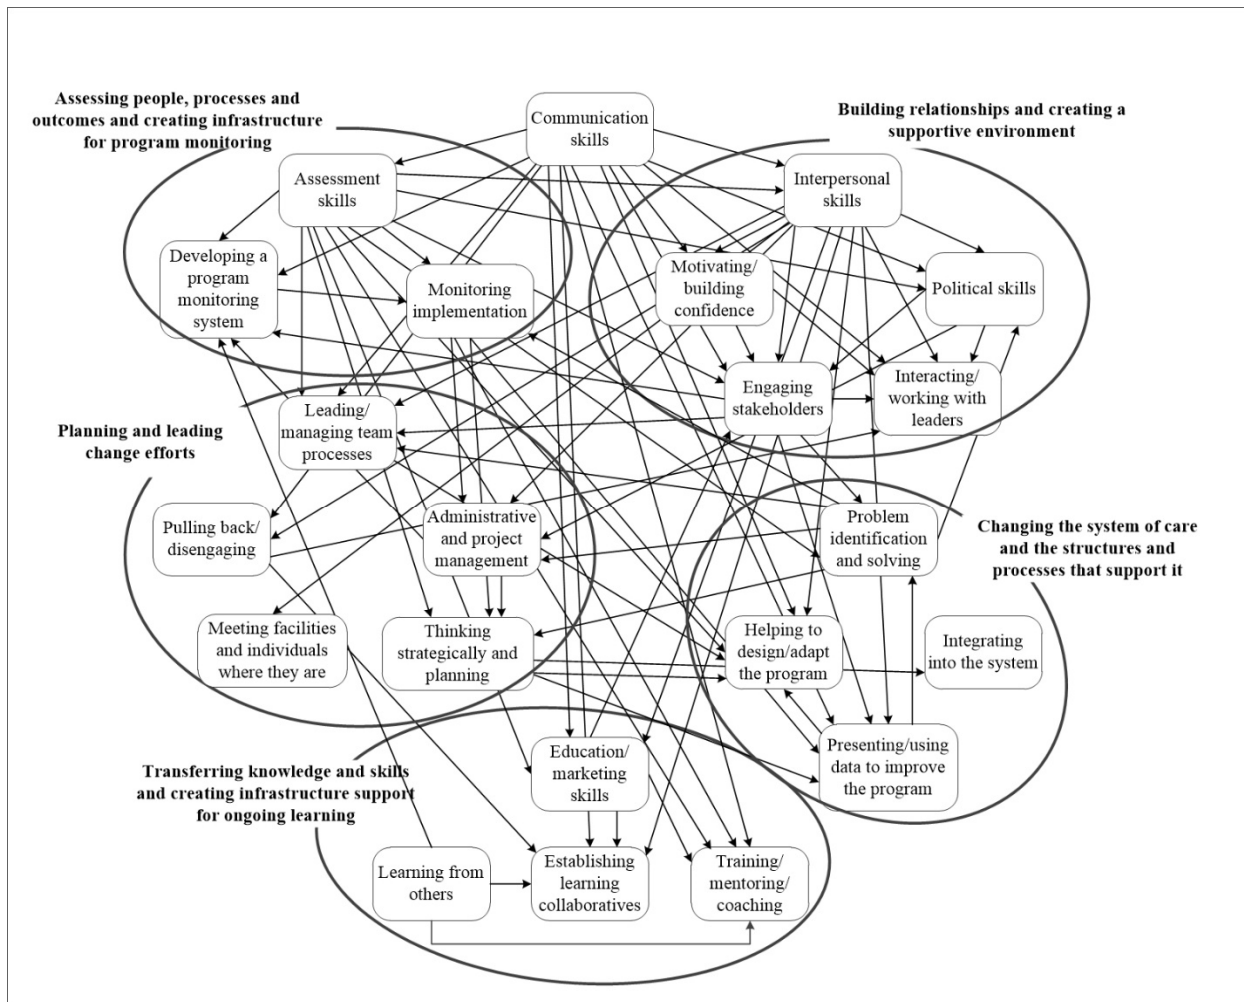 Assessing people, processes and
outcomes and creating infrastructure
for program monitoring
Communication
skills
Building relationships and creating a
supportive environment
Assessment
skills
Interpersonal
skills
Developing a
program
monitoring
system
Monitoring
implementation
Motivating/
building
confidence
Political skills
Engaging
stakeholders
Interacting/
working with
leaders
Leading/
managing team
processes
Planning and leading
change efforts
Pulling back/
disengaging
Administrative
and project
management
Problem
identification
and solving
Changing the system of care
and the structures and
processes that support it
Meeting facilities
and individuals
where they are
Thinking
strategically and
planning
Helping to
design/adapt
the program
Integrating
into the system
Education/
marketing
skills
Presenting/using
data to improve
the program
Transferring knowledge and skills
and creating infrastructure support
for ongoing learning
Learning from
others
Establishing
learning
collaboratives
Training/
mentoring/
coaching